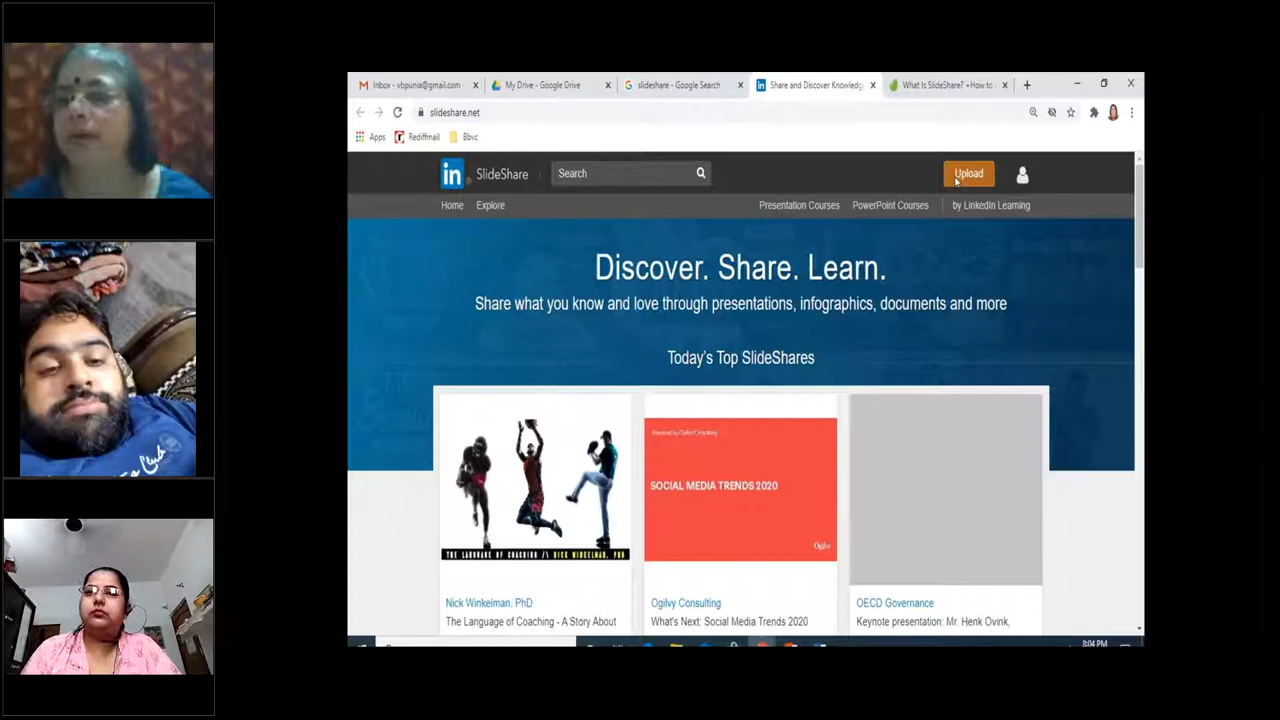 Inbox - vbpunia@gmail.com
My Drive - Google Drive
slideshare - Google Search
Share and Discover Knowledg
What Is SlideShare? +How to
slideshare.net
Apps
Rediffmail
Bbvc
in SlideShare
Search
Upload
Home
Explore
Presentation Courses
PowerPoint Courses
by LinkedIn Learning
Discover. Share. Learn.
Share what you know and love through presentations, infographics, documents and more
Today's Top SlideShares
THE LANGUAGE OF COACHING // NICK WINKELMAN, PHD
SOCIAL MEDIA TRENDS 2020
Ogilvy
Nick Winkelman, PhD
The Language of Coaching - A Story About
Ogilvy Consulting
What's Next: Social Media Trends 2020
OECD Governance
Keynote presentation: Mr. Henk Ovink,
8:04 PM